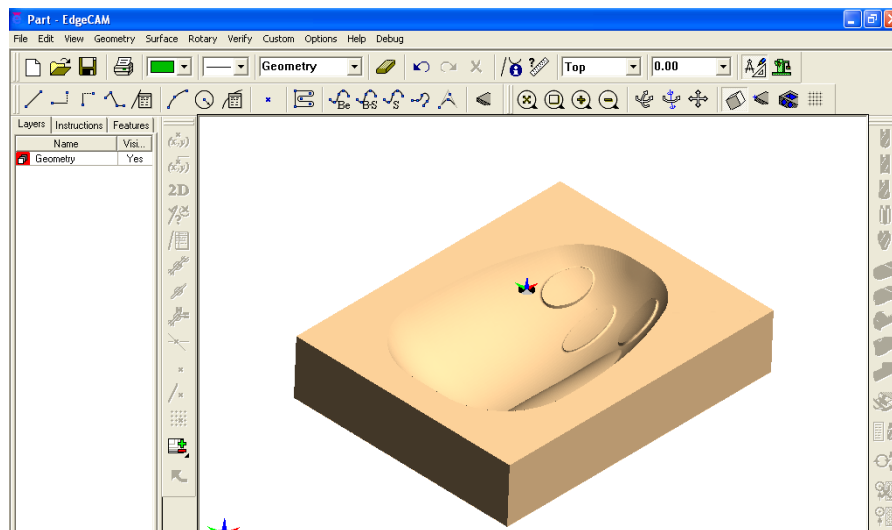 Part - EdgeCAM
File Edit View Geometry Surface Rotary Verify Custom Options Help Debug
Geometry Top 0.00
Be B-S S
Layers Instructions Features
Name Visi...
Geometry Yes
(x,y)
(x,y)
2D